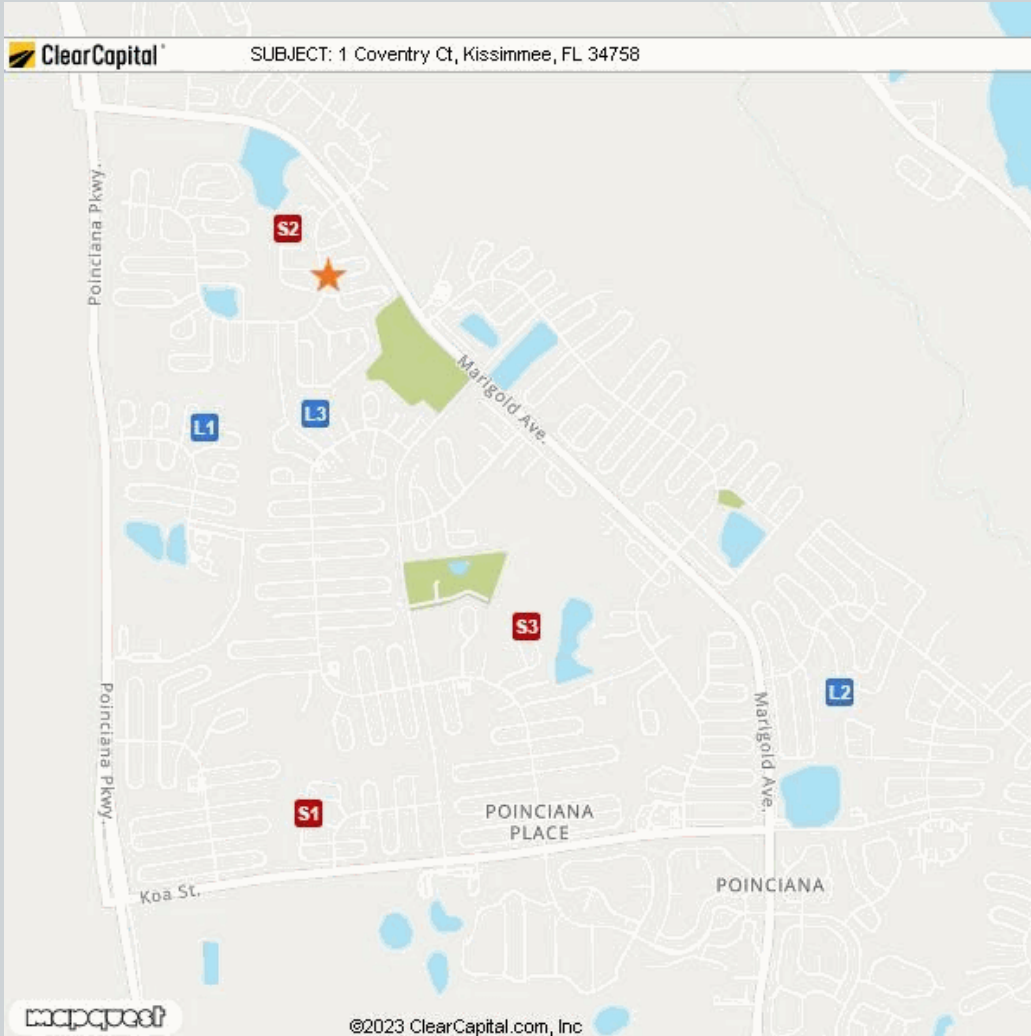 ClearCapital® SUBJECT: 1 Coventry Ct, Kissimmee, FL 34758
Poinciana Pkwy.
S2
Marigold Ave.
L3
L1
S3
L2
Poinciana Pkwy.
Marigold Ave.
S1
POINCIANA
PLACE
POINCIANA
Koa St.
mapquest
©2023 ClearCapital.com, Inc